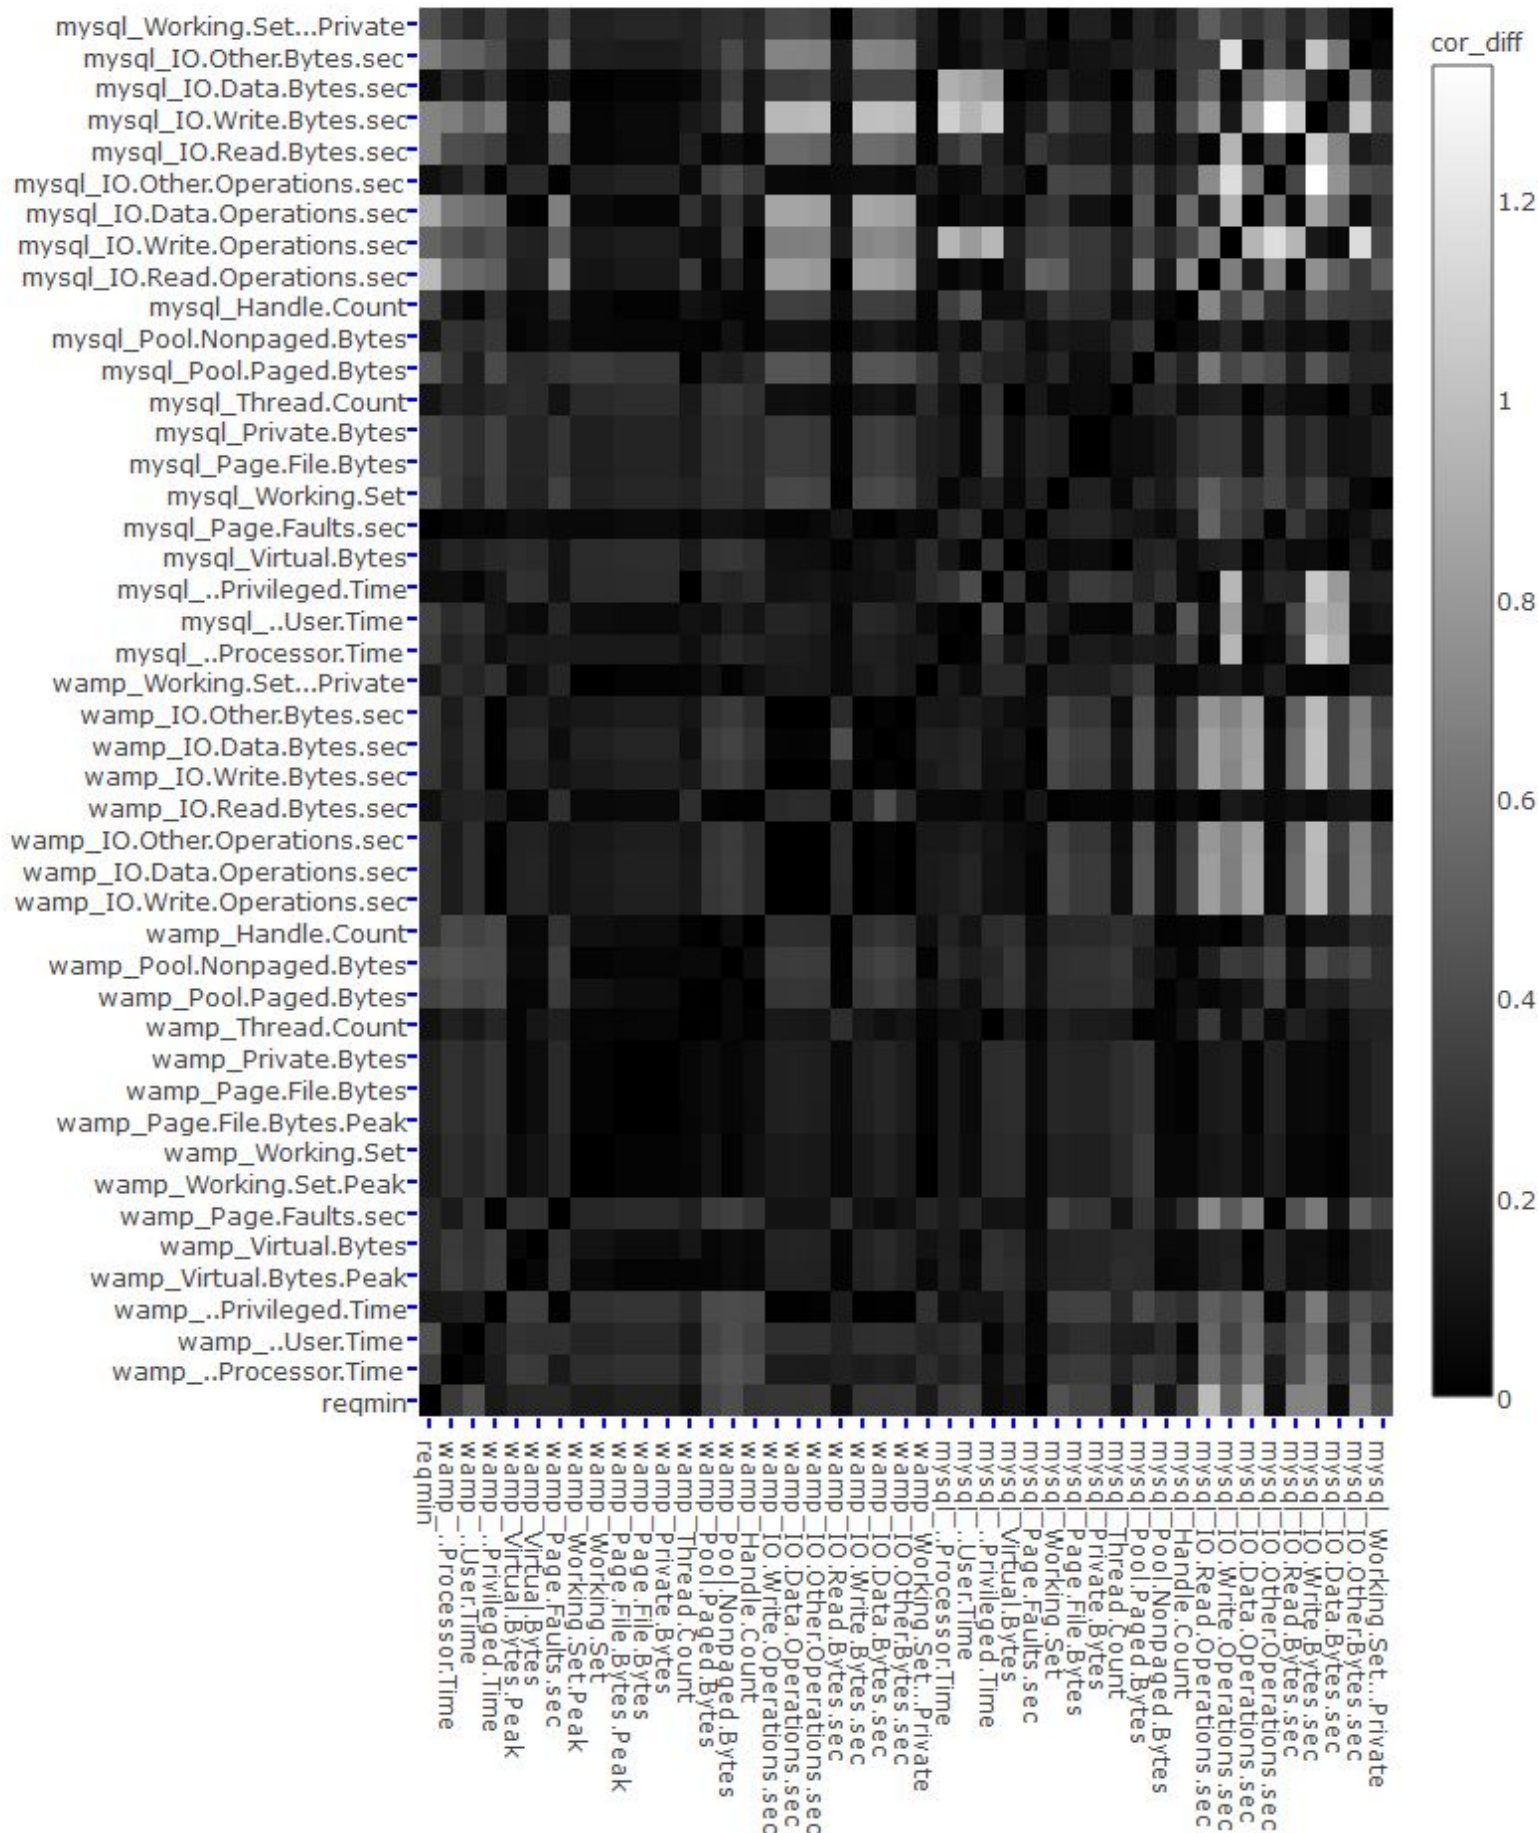 cor_diff
mysql_Working.Set...Private
mysql_IO.Other.Bytes.sec
mysql_IO.Data.Bytes.sec
mysql_IO.Write.Bytes.sec
mysql_IO.Read.Bytes.sec
mysql_IO.Other.Operations.sec
mysql_IO.Data.Operations.sec
mysql_IO.Write.Operations.sec
mysql_IO.Read.Operations.sec
mysql_Handle.Count
mysql_Pool.Nonpaged.Bytes
mysql_Pool.Paged.Bytes
mysql_Thread.Count
mysql_Private.Bytes
mysql_Page.File.Bytes
mysql_Working.Set
mysql_Page.Faults.sec
mysql_Virtual.Bytes
mysql_..Privileged.Time
mysql_..User.Time
mysql_..Processor.Time
wamp_Working.Set...Private
wamp_IO.Other.Bytes.sec
wamp_IO.Data.Bytes.sec
wamp_IO.Write.Bytes.sec
wamp_IO.Read.Bytes.sec
wamp_IO.Other.Operations.sec
wamp_IO.Data.Operations.sec
wamp_IO.Write.Operations.sec
wamp_Handle.Count
wamp_Pool.Nonpaged.Bytes
wamp_Pool.Paged.Bytes
wamp_Thread.Count
wamp_Private.Bytes
wamp_Page.File.Bytes
wamp_Page.File.Bytes.Peak
wamp_Working.Set
wamp_Working.Set.Peak
wamp_Page.Faults.sec
wamp_Virtual.Bytes
wamp_Virtual.Bytes.Peak
wamp_..Privileged.Time
wamp_..User.Time
wamp_..Processor.Time
reqmin
1.2
1
0.8
0.6
0.4
0.2
0
reqmin
wamp_..Processor.Time
wamp_..User.Time
wamp_..Privileged.Time
wamp_Virtual.Bytes.Peak
wamp_Virtual.Bytes
wamp_Page.Faults.sec
wamp_Working.Set.Peak
wamp_Working.Set
wamp_Page.File.Bytes.Peak
wamp_Page.File.Bytes
wamp_Private.Bytes
wamp_Thread.Count
wamp_Pool.Paged.Bytes
wamp_Pool.Nonpaged.Bytes
wamp_Handle.Count
wamp_IO.Write.Operations.sec
wamp_IO.Data.Operations.sec
wamp_IO.Other.Operations.sec
wamp_IO.Read.Bytes.sec
wamp_IO.Write.Bytes.sec
wamp_IO.Data.Bytes.sec
wamp_IO.Other.Bytes.sec
wamp_Working.Set...Private
mysql_..Processor.Time
mysql_..User.Time
mysql_..Privileged.Time
mysql_Virtual.Bytes
mysql_Page.Faults.sec
mysql_Working.Set
mysql_Page.File.Bytes
mysql_Private.Bytes
mysql_Thread.Count
mysql_Pool.Paged.Bytes
mysql_Pool.Nonpaged.Bytes
mysql_Handle.Count
mysql_IO.Read.Operations.sec
mysql_IO.Write.Operations.sec
mysql_IO.Data.Operations.sec
mysql_IO.Other.Operations.sec
mysql_IO.Read.Bytes.sec
mysql_IO.Write.Bytes.sec
mysql_IO.Data.Bytes.sec
mysql_IO.Other.Bytes.sec
mysql_Working.Set...Private